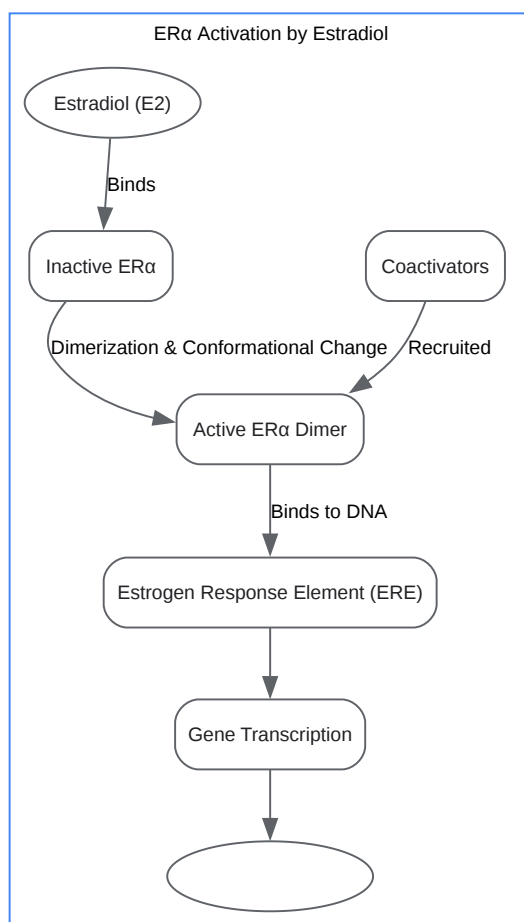 ERα Activation by Estradiol
Estradiol (E2)
Binds
Inactive ERα
Coactivators
Dimerization & Conformational Change
Recruited
Active ERα Dimer
Binds to DNA
Estrogen Response Element (ERE)
Gene Transcription